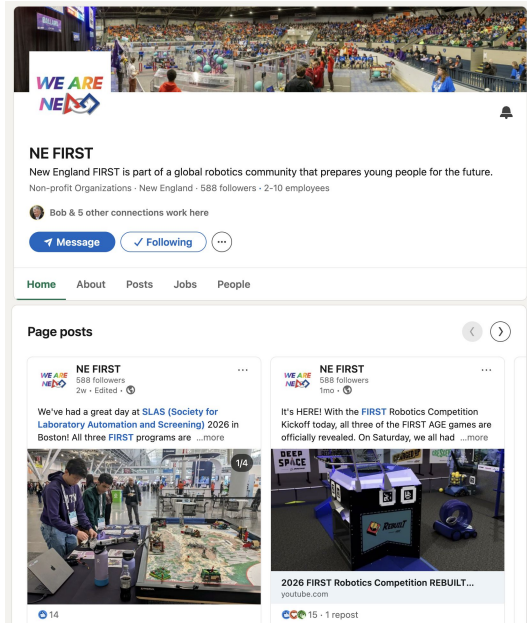 WE ARE
NE
NE FIRST
New England FIRST is part of a global robotics community that prepares young people for the future.
Non-profit Organizations · New England · 588 followers · 2-10 employees
Bob & 5 other connections work here
Message
✓ Following
Home
About
Posts
Jobs
People
Page posts
WE ARE
NE
NE FIRST
588 followers
2w • Edited •
We've had a great day at SLAS (Society for
Laboratory Automation and Screening) 2026 in
Boston! All three FIRST programs are ...more
1/4
14
WE ARE
NE
NE FIRST
588 followers
1mo •
It's HERE! With the FIRST Robotics Competition
Kickoff today, all three of the FIRST AGE games are
officially revealed. On Saturday, we all had ...more
DEEP
SPACE
REBUILT
2026 FIRST Robotics Competition REBUILT...
youtube.com
15 · 1 repost